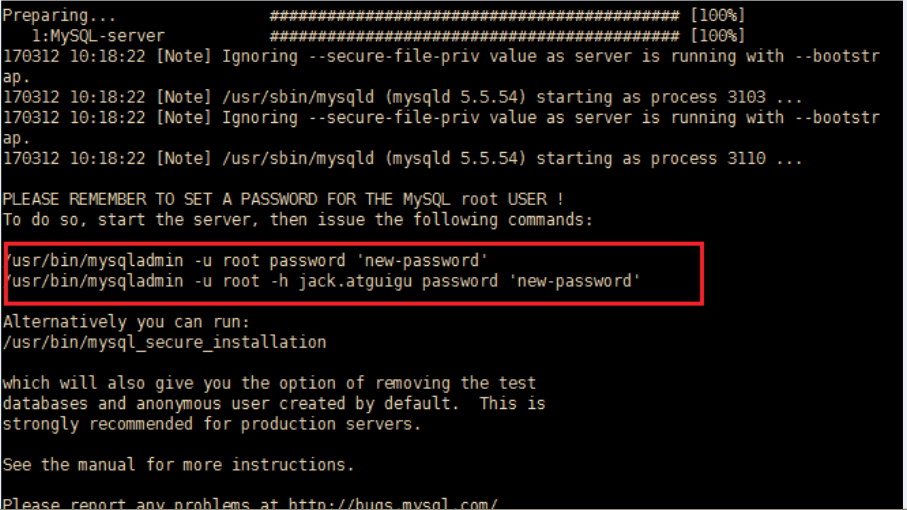 Preparing... ########################################### [100%]
1:MySQL-server ########################################### [100%]
170312 10:18:22 [Note] Ignoring --secure-file-priv value as server is running with --bootstr
ap.
170312 10:18:22 [Note] /usr/sbin/mysqld (mysqld 5.5.54) starting as process 3103 ...
170312 10:18:22 [Note] Ignoring --secure-file-priv value as server is running with --bootstr
ap.
170312 10:18:22 [Note] /usr/sbin/mysqld (mysqld 5.5.54) starting as process 3110 ...
PLEASE REMEMBER TO SET A PASSWORD FOR THE MySQL root USER !
To do so, start the server, then issue the following commands:
/usr/bin/mysqladmin -u root password 'new-password'
/usr/bin/mysqladmin -u root -h jack.atguigu password 'new-password'
Alternatively you can run:
/usr/bin/mysql_secure_installation
which will also give you the option of removing the test
databases and anonymous user created by default.  This is
strongly recommended for production servers.
See the manual for more instructions.
Please report any problems at http://bugs.mysql.com/